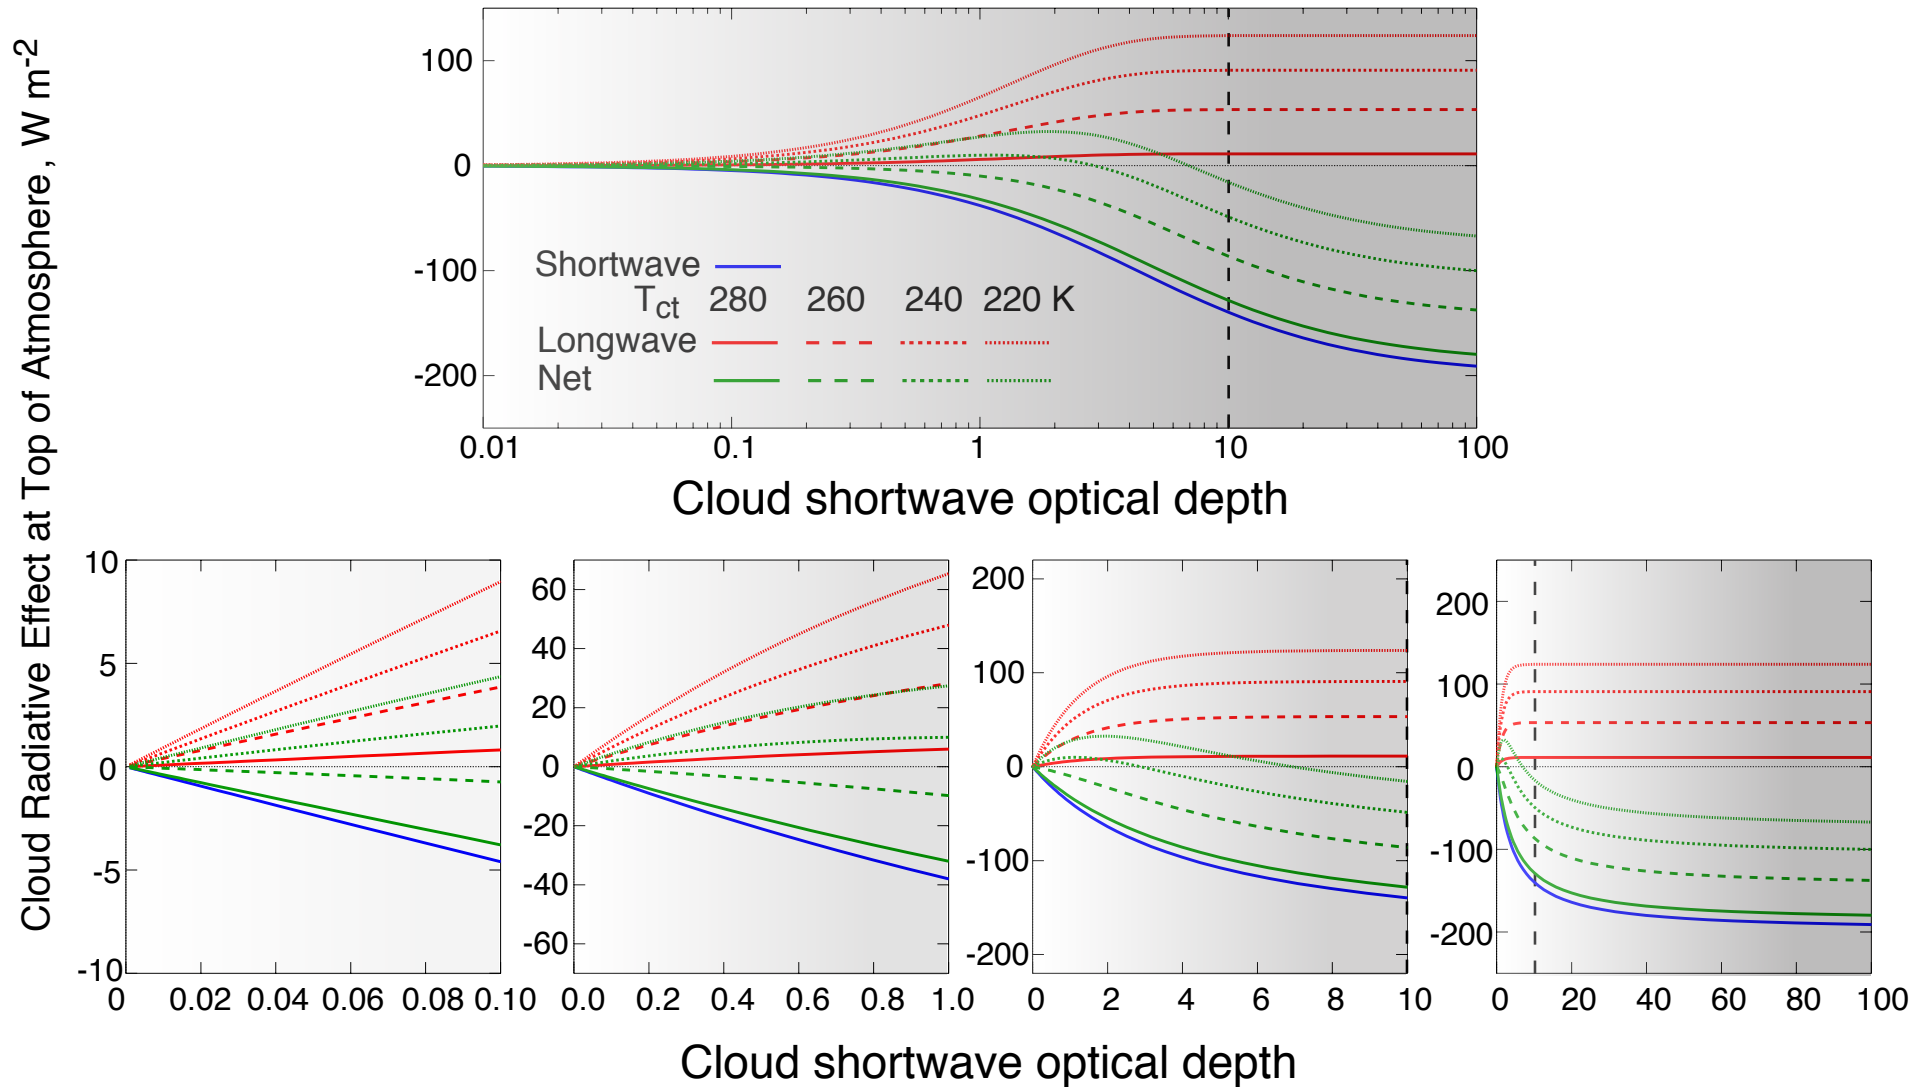 Cloud Radiative Effect at Top of Atmosphere, W m-2
100
0
-100
-200
Shortwave
Tct 280 260 240 220 K
Longwave
Net
0.01 0.1 1 10 100
Cloud shortwave optical depth
10
5
0
-5
-10
0 0.02 0.04 0.06 0.08 0.10
60
40
20
0
-20
-40
-60
0.0 0.2 0.4 0.6 0.8 1.0
200
100
0
-100
-200
0 2 4 6 8 10
200
100
0
-100
-200
0 20 40 60 80 100
Cloud shortwave optical depth